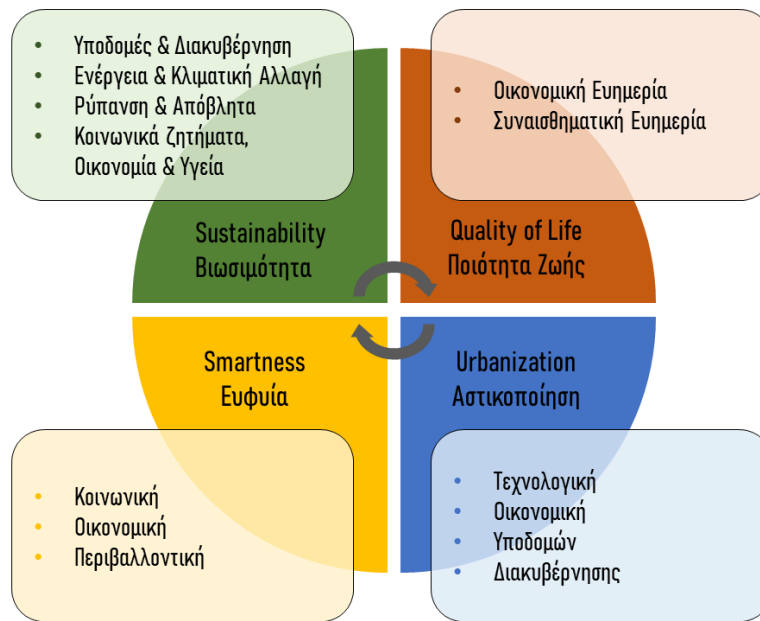 • Υποδομές & Διακυβέρνηση
• Ενέργεια & Κλιματική Αλλαγή
• Ρύπανση & Απόβλητα
• Κοινωνικά ζητήματα,
Οικονομία & Υγεία
Sustainability
Βιωσιμότητα
• Οικονομική Ευημερία
• Συναισθηματική Ευημερία
Quality of Life
Ποιότητα Ζωής
Smartness
Ευφυία
• Κοινωνική
• Οικονομική
• Περιβαλλοντική
Urbanization
Αστικοποίηση
• Τεχνολογική
• Οικονομική
• Υποδομών
• Διακυβέρνησης